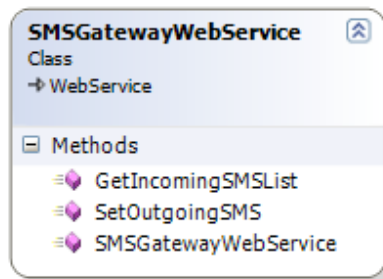 SMSGatewayWebService
Class
WebService
Methods
GetIncomingSMSList
SetOutgoingSMS
SMSGatewayWebService